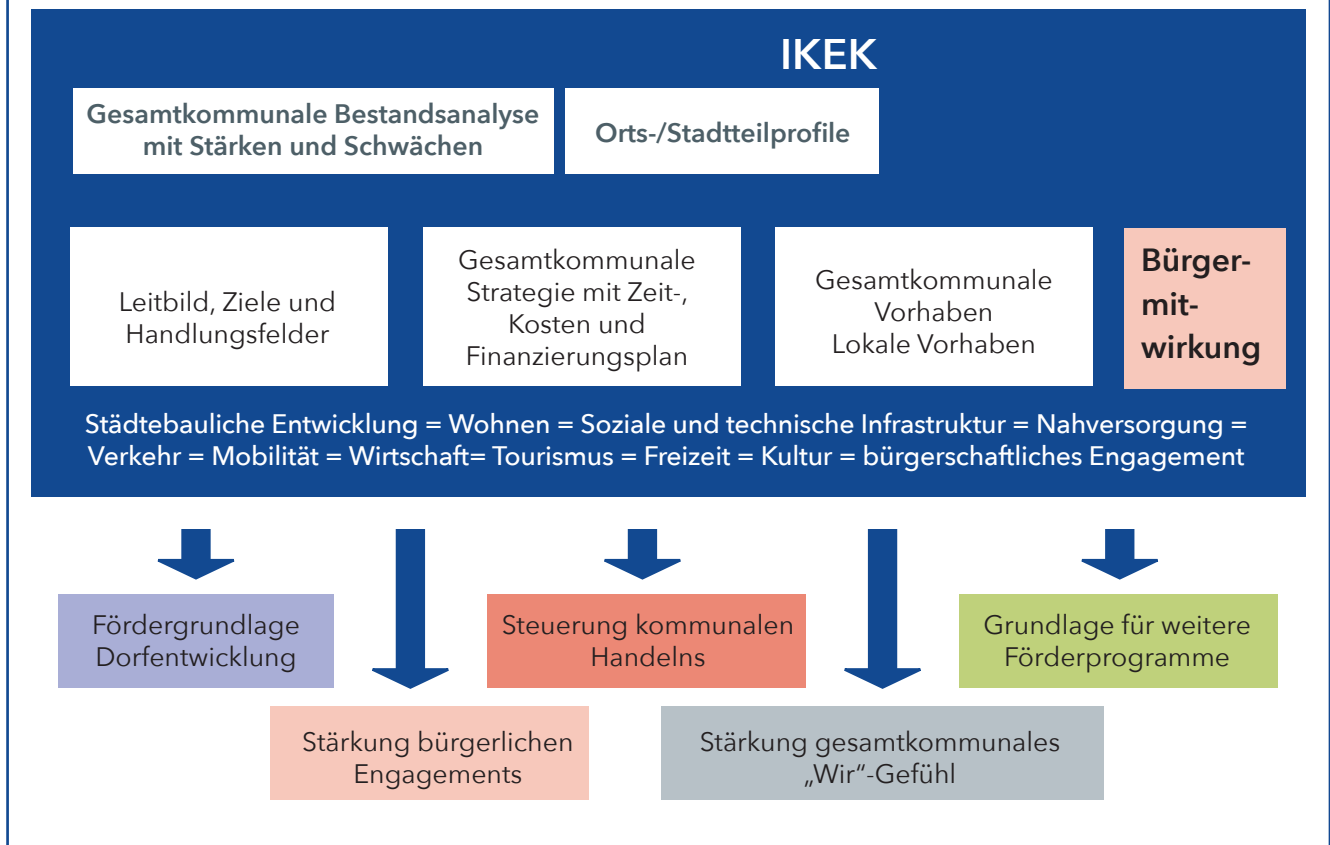 IKEK
Gesamtkommunale Bestandsanalyse
mit Stärken und Schwächen
Orts-/Stadtteilprofile
Leitbild, Ziele und
Handlungsfelder
Gesamtkommunale
Strategie mit Zeit-,
Kosten und
Finanzierungsplan
Gesamtkommunale
Vorhaben
Lokale Vorhaben
Bürger-
mit-
wirkung
Städtebauliche Entwicklung = Wohnen = Soziale und technische Infrastruktur = Nahversorgung =
Verkehr = Mobilität = Wirtschaft= Tourismus = Freizeit = Kultur = bürgerschaftliches Engagement
Fördergrundlage
Dorfentwicklung
Steuerung kommunalen
Handelns
Grundlage für weitere
Förderprogramme
Stärkung bürgerlichen
Engagements
Stärkung gesamtkommunales
„Wir“-Gefühl